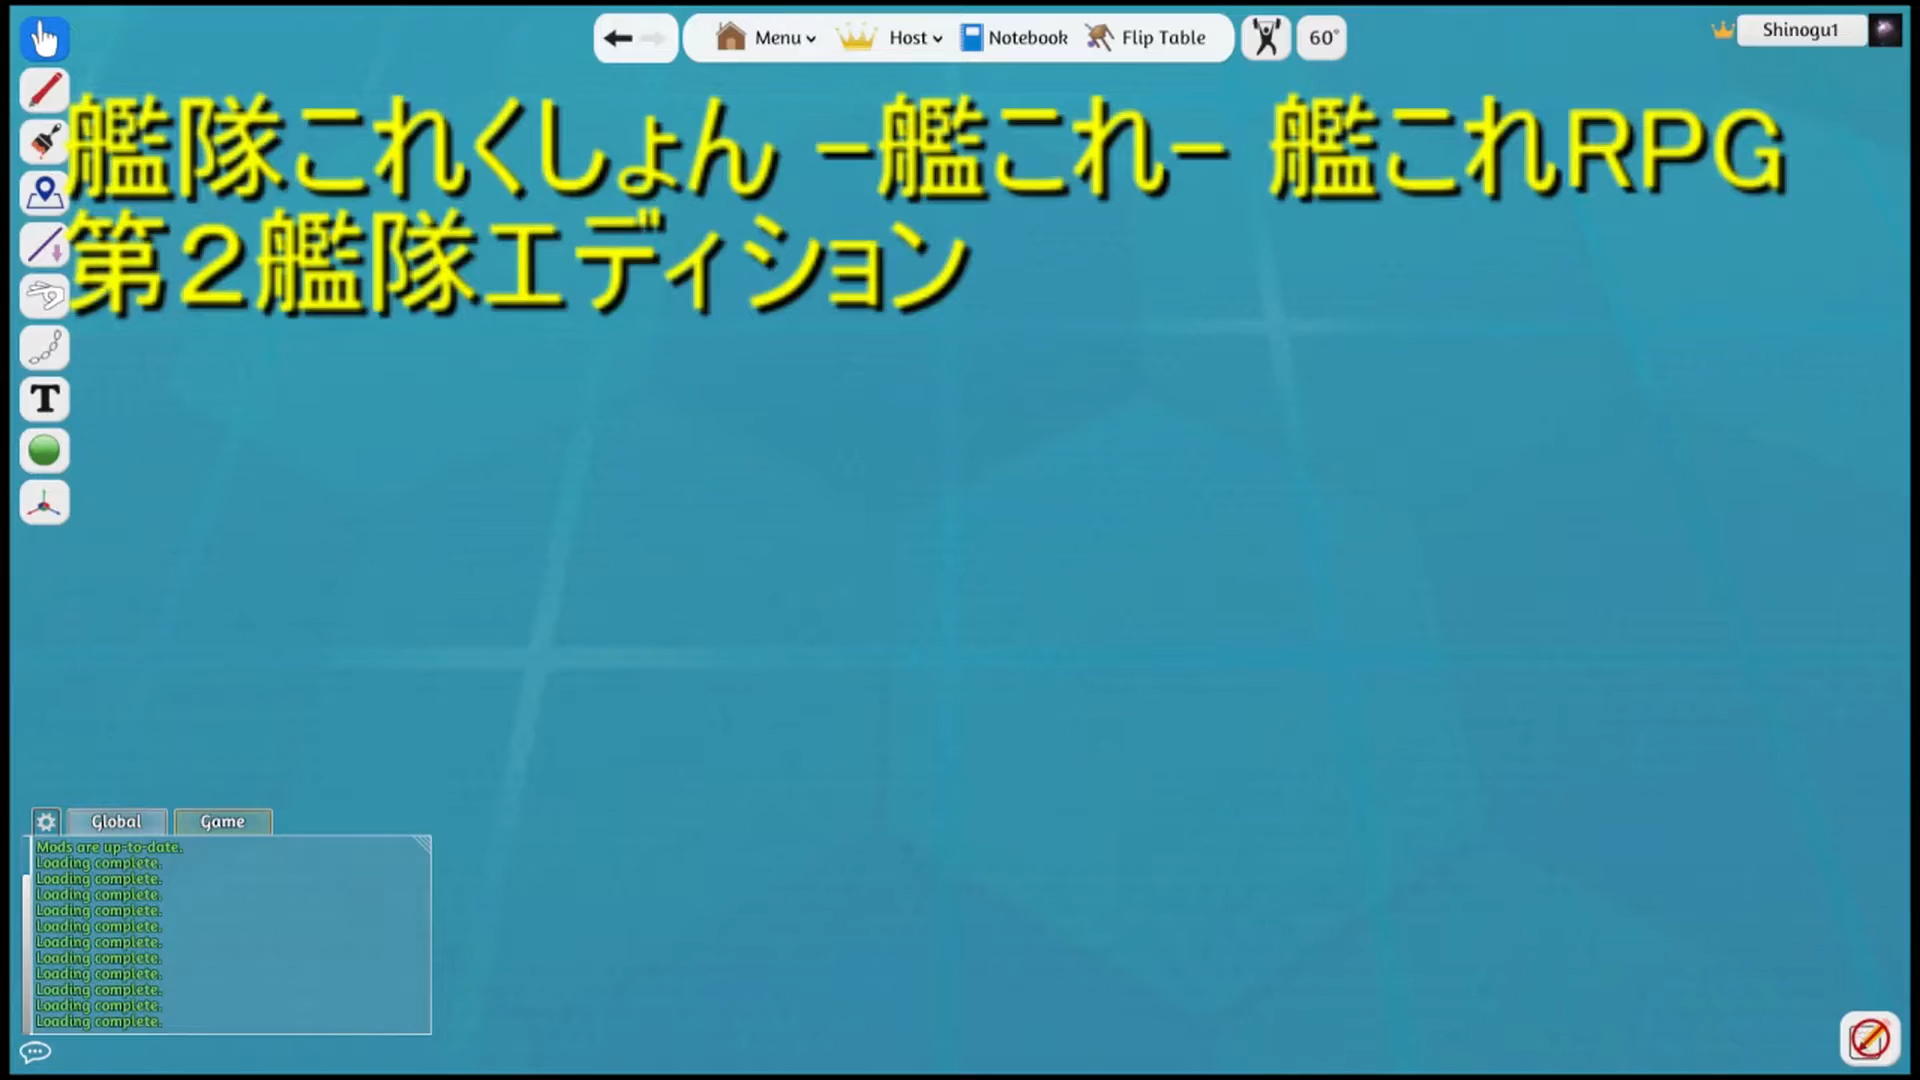 Menu
Host
Notebook
Flip Table
60°
Shinogu1
艦隊これくしょん -艦これ- 艦これRPG
第２艦隊エディション
T
Global
Game
Mods are up-to-date.
Loading complete.
Loading complete.
Loading complete.
Loading complete.
Loading complete.
Loading complete.
Loading complete.
Loading complete.
Loading complete.
Loading complete.
Loading complete.